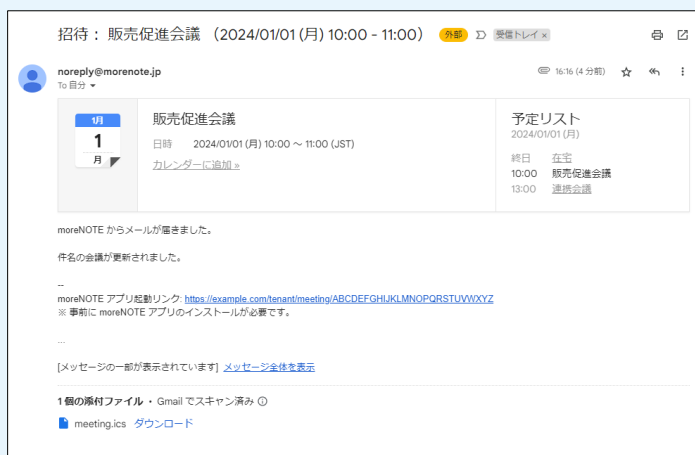 招待： 販売促進会議 （2024/01/01 (月) 10:00 - 11:00） 外部 受信トレイ ×
noreply@morenote.jp 16:16 (4 分前)
To 自分
1月
1
月
販売促進会議
日時 2024/01/01 (月) 10:00 ～ 11:00 (JST)
カレンダーに追加 »
予定リスト
2024/01/01 (月)
終日 在宅
10:00 販売促進会議
13:00 連携会議
moreNOTE からメールが届きました。
件名の会議が更新されました。
--
moreNOTE アプリ起動リンク: https://example.com/tenant/meeting/ABCDEFGHIJKLMNOPQRSTUVWXYZ
※ 事前に moreNOTE アプリのインストールが必要です。
...
[メッセージの一部が表示されています] メッセージ全体を表示
1 個の添付ファイル • Gmail でスキャン済み
meeting.ics ダウンロード